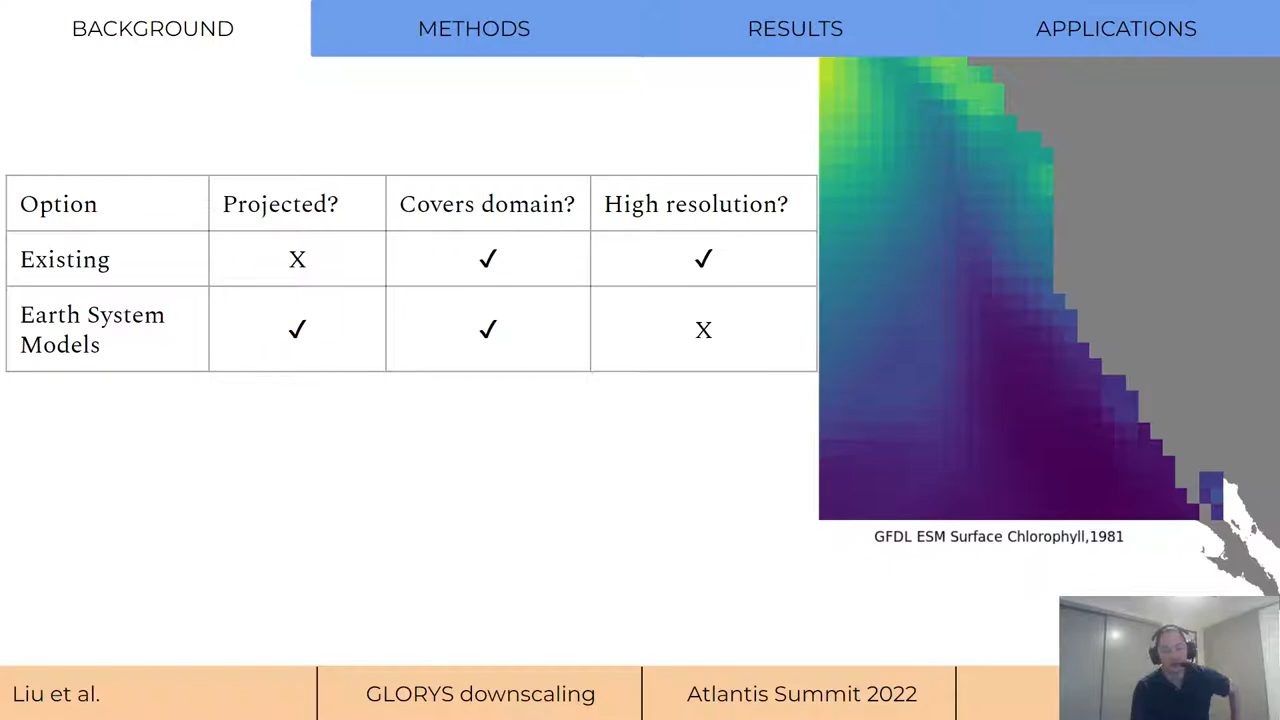 BACKGROUND METHODS RESULTS APPLICATIONS
Option Projected? Covers domain? High resolution?
Existing X ✓ ✓
Earth System
Models ✓ ✓ X
GFDL ESM Surface Chlorophyll,1981
Liu et al. GLORYS downscaling Atlantis Summit 2022